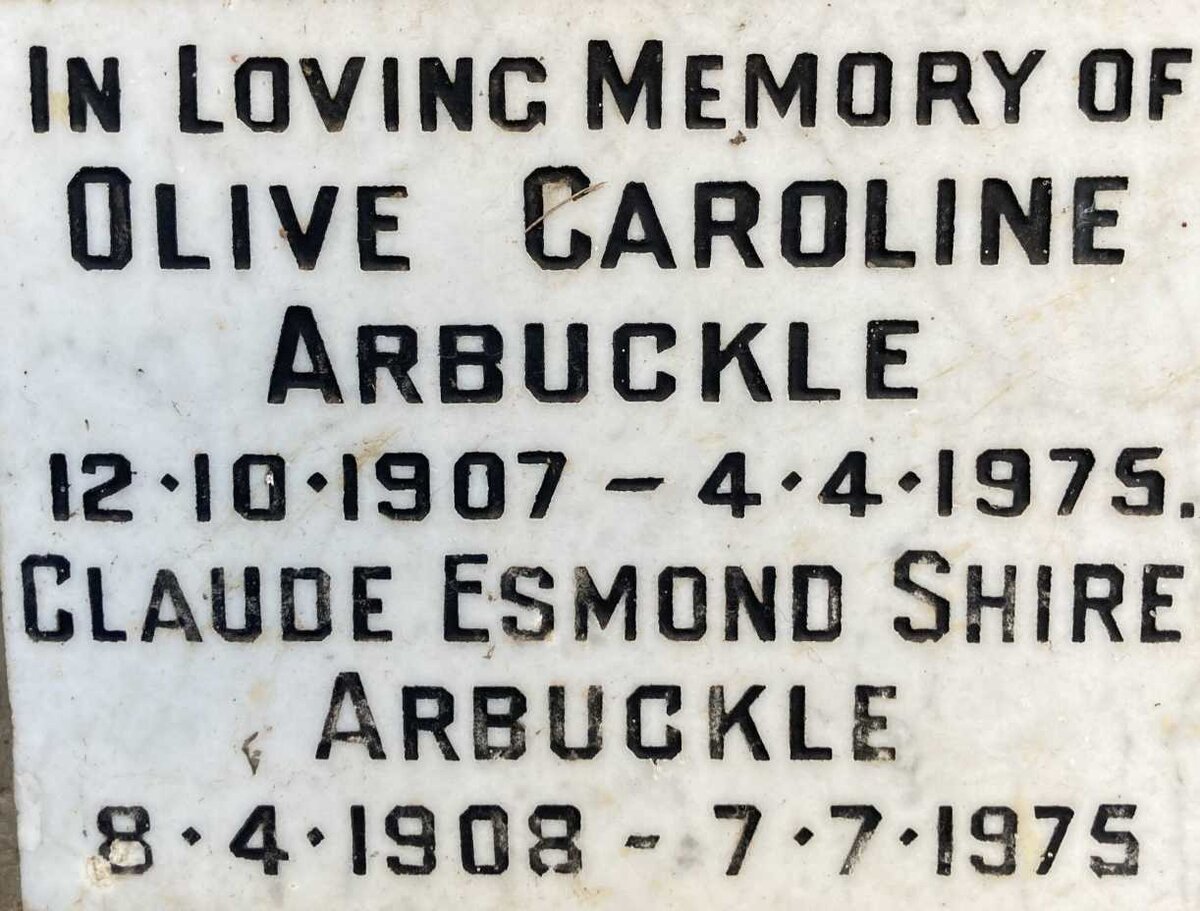 IN LOVING MEMORY OF
OLIVE CAROLINE
ARBUCKLE
12·10·1907 – 4·4·1975.
CLAUDE ESMOND SHIRE
ARBUCKLE
8·4·1908 - 7·7·1975